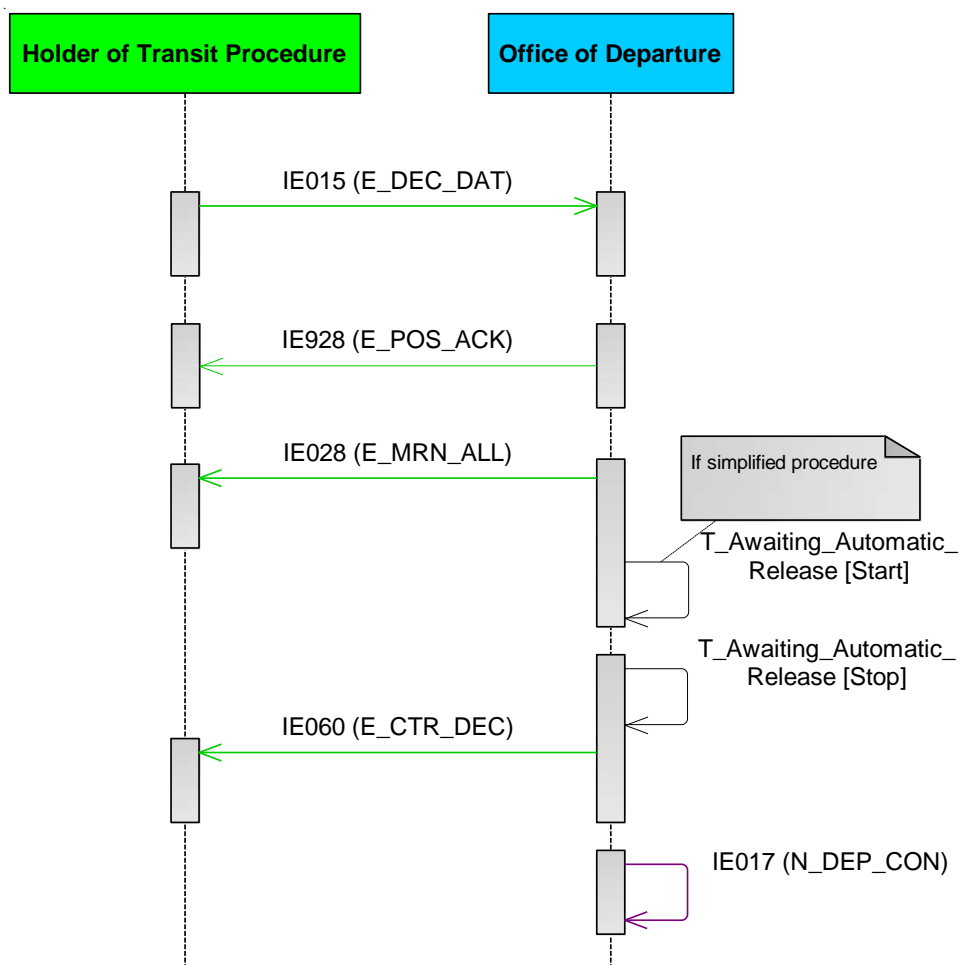 Holder of Transit Procedure
Office of Departure
IE015 (E_DEC_DAT)
IE928 (E_POS_ACK)
IE028 (E_MRN_ALL)
If simplified procedure
T_Awaiting_Automatic_
Release [Start]
T_Awaiting_Automatic_
Release [Stop]
IE060 (E_CTR_DEC)
IE017 (N_DEP_CON)